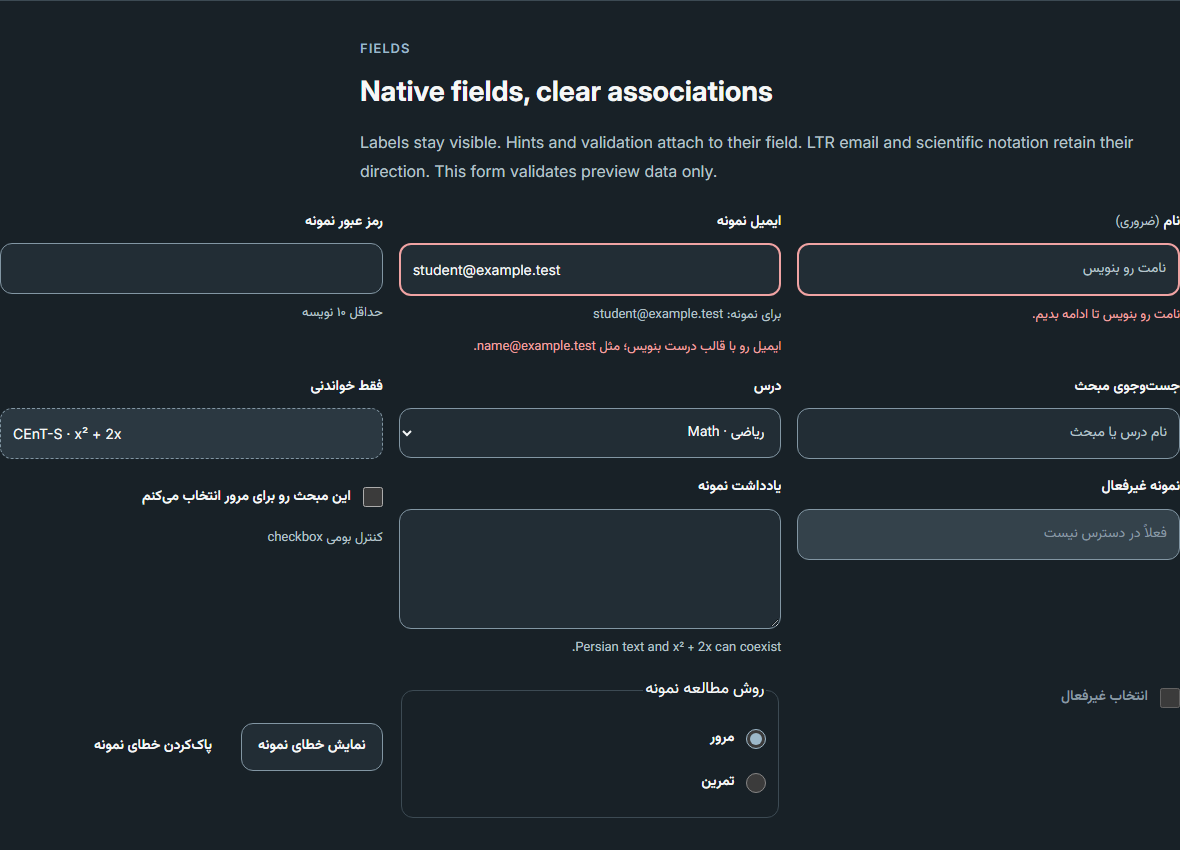 FIELDS
Native fields, clear associations
Labels stay visible. Hints and validation attach to their field. LTR email and scientific notation retain their
direction. This form validates preview data only.
نام (ضروری)
نامت رو بنویس
نامت رو بنویس تا ادامه بدیم.
ایمیل نمونه
student@example.test
برای نمونه: student@example.test
ایمیل رو با قالب درست بنویس؛ مثل name@example.test.
رمز عبور نمونه
حداقل ۱۰ نویسه
جست‌وجوی مبحث
نام درس یا مبحث
درس
ریاضی · Math
فقط خواندنی
CEnT-S · x² + 2x
نمونه غیرفعال
فعلاً در دسترس نیست
یادداشت نمونه
Persian text and x² + 2x can coexist.
این مبحث رو برای مرور انتخاب می‌کنم
کنترل بومی checkbox
انتخاب غیرفعال
روش مطالعه نمونه
مرور
تمرین
نمایش خطای نمونه
پاک‌کردن خطای نمونه